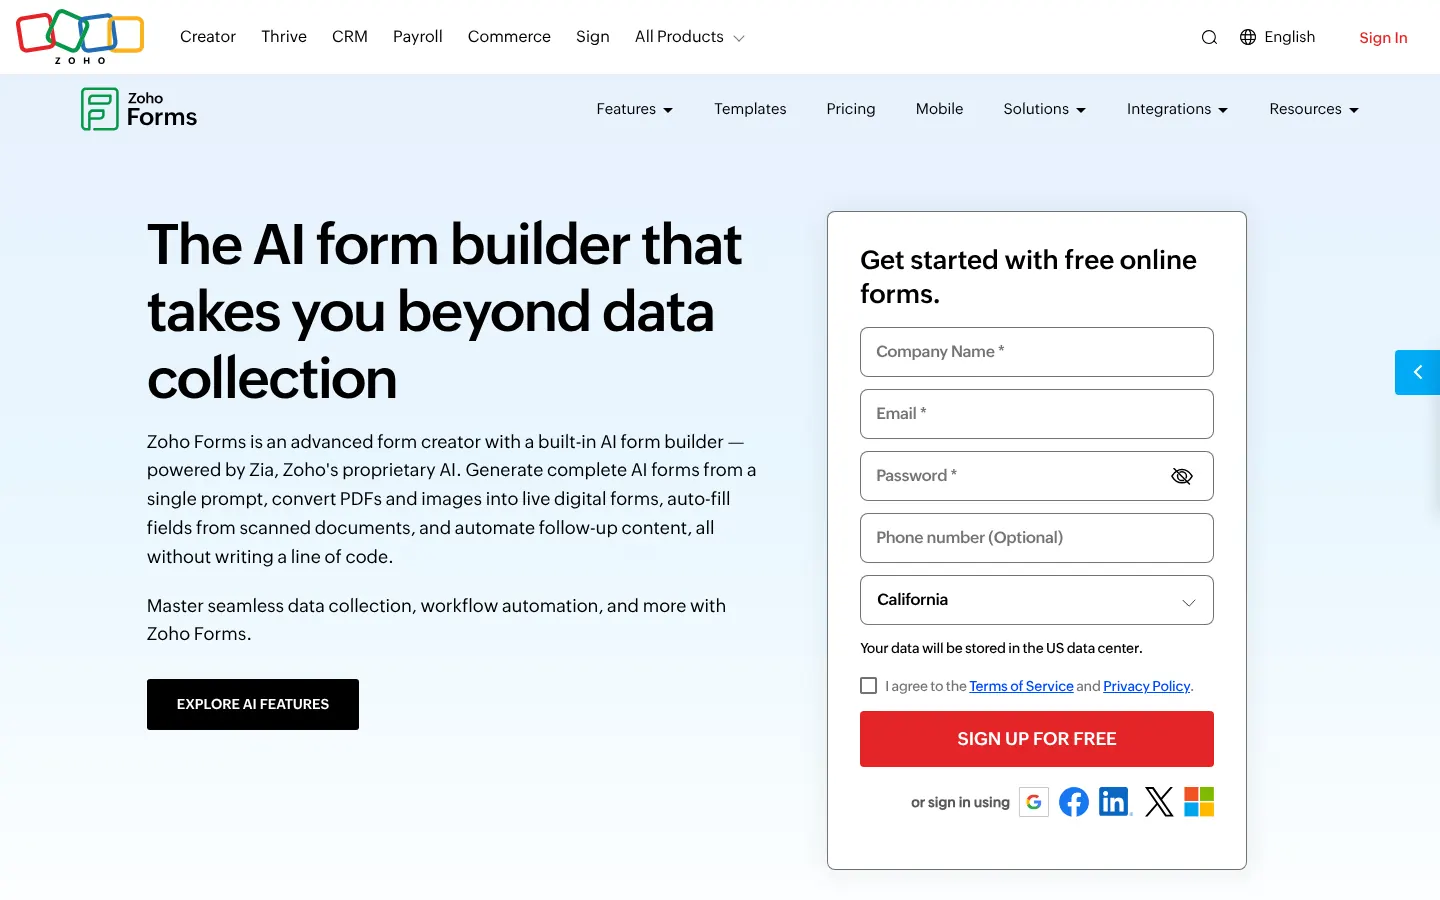 ZOHO
Creator
Thrive
CRM
Payroll
Commerce
Sign
All Products
English
Sign In
Zoho
Forms
Features
Templates
Pricing
Mobile
Solutions
Integrations
Resources
The AI form builder that
takes you beyond data
collection
Zoho Forms is an advanced form creator with a built-in AI form builder —
powered by Zia, Zoho's proprietary AI. Generate complete AI forms from a
single prompt, convert PDFs and images into live digital forms, auto-fill
fields from scanned documents, and automate follow-up content, all
without writing a line of code.
Master seamless data collection, workflow automation, and more with
Zoho Forms.
EXPLORE AI FEATURES
Get started with free online
forms.
Company Name *
Email *
Password *
Phone number (Optional)
California
Your data will be stored in the US data center.
I agree to the Terms of Service and Privacy Policy.
SIGN UP FOR FREE
or sign in using